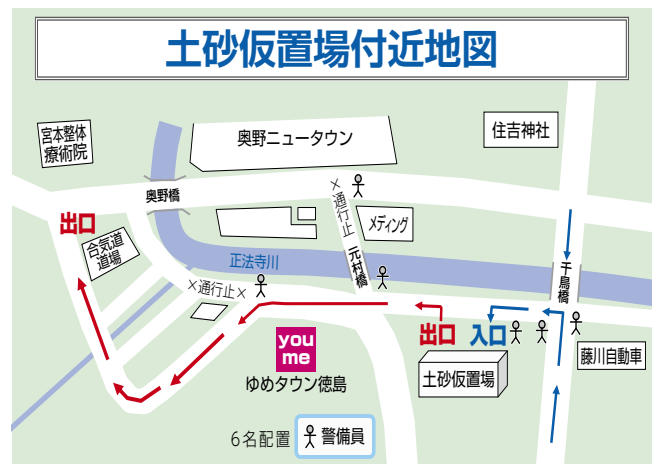 土砂仮置場付近地図
宮本整体
療術院
奥野ニュータウン
住吉神社
奥野橋
×通行止
メディング
出口
合気道
道場
正法寺川
元村橋
千鳥橋
×通行止×
出口
入口
藤川自動車
you
me
ゆめタウン徳島
土砂仮置場
6名配置
警備員